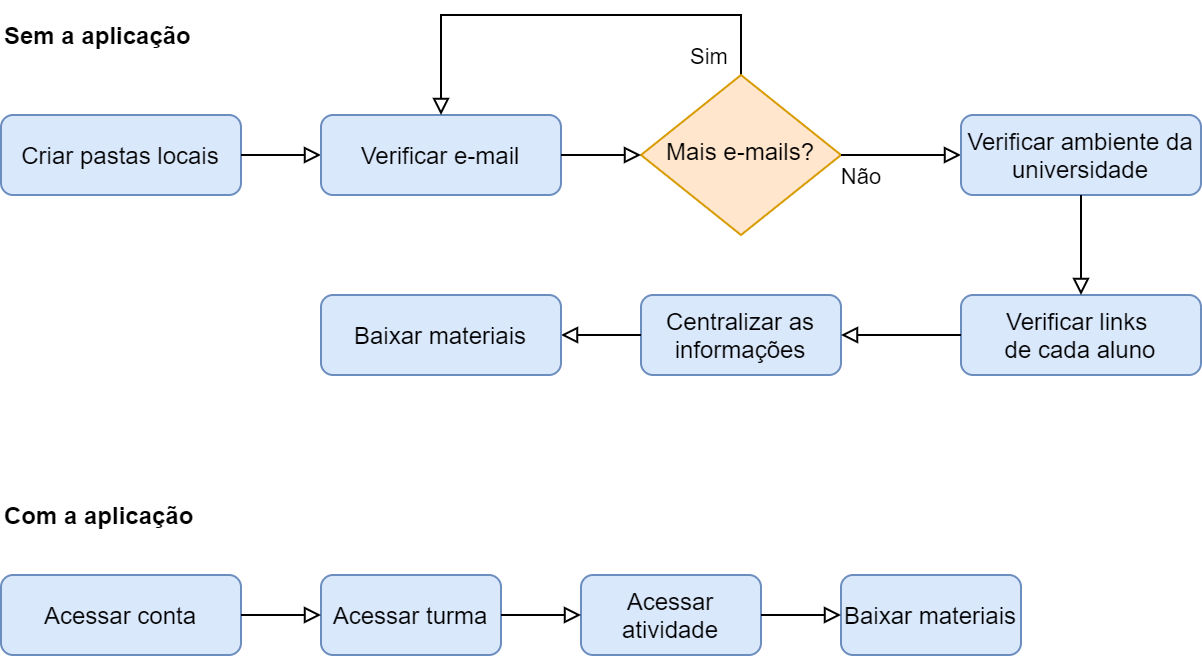 Sem a aplicação
Sim
Criar pastas locais
Verificar e-mail
Mais e-mails?
Não
Verificar ambiente da
universidade
Verificar links
de cada aluno
Centralizar as
informações
Baixar materiais
Com a aplicação
Acessar conta
Acessar turma
Acessar
atividade
Baixar materiais